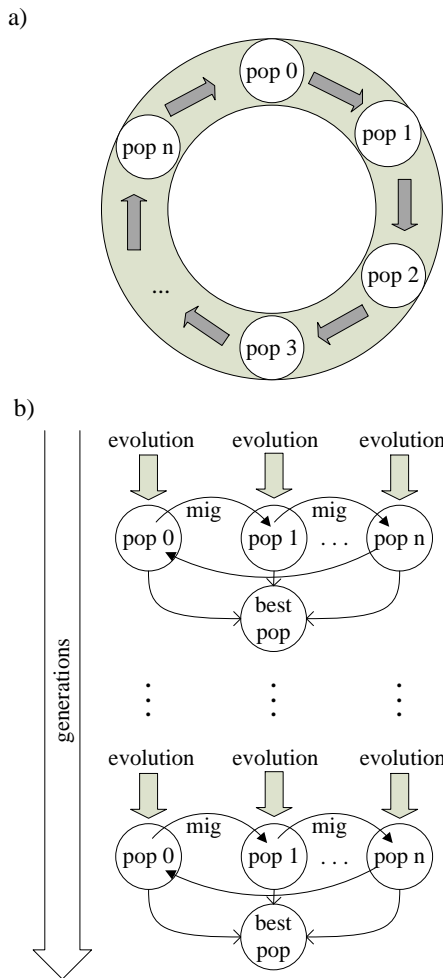 a)
pop 0
pop 1
pop n
pop 2
...
pop 3
b)
evolution evolution evolution
mig mig
pop 0 pop 1 . . . pop n
best
pop
generations
evolution evolution evolution
mig mig
pop 0 pop 1 . . . pop n
best
pop